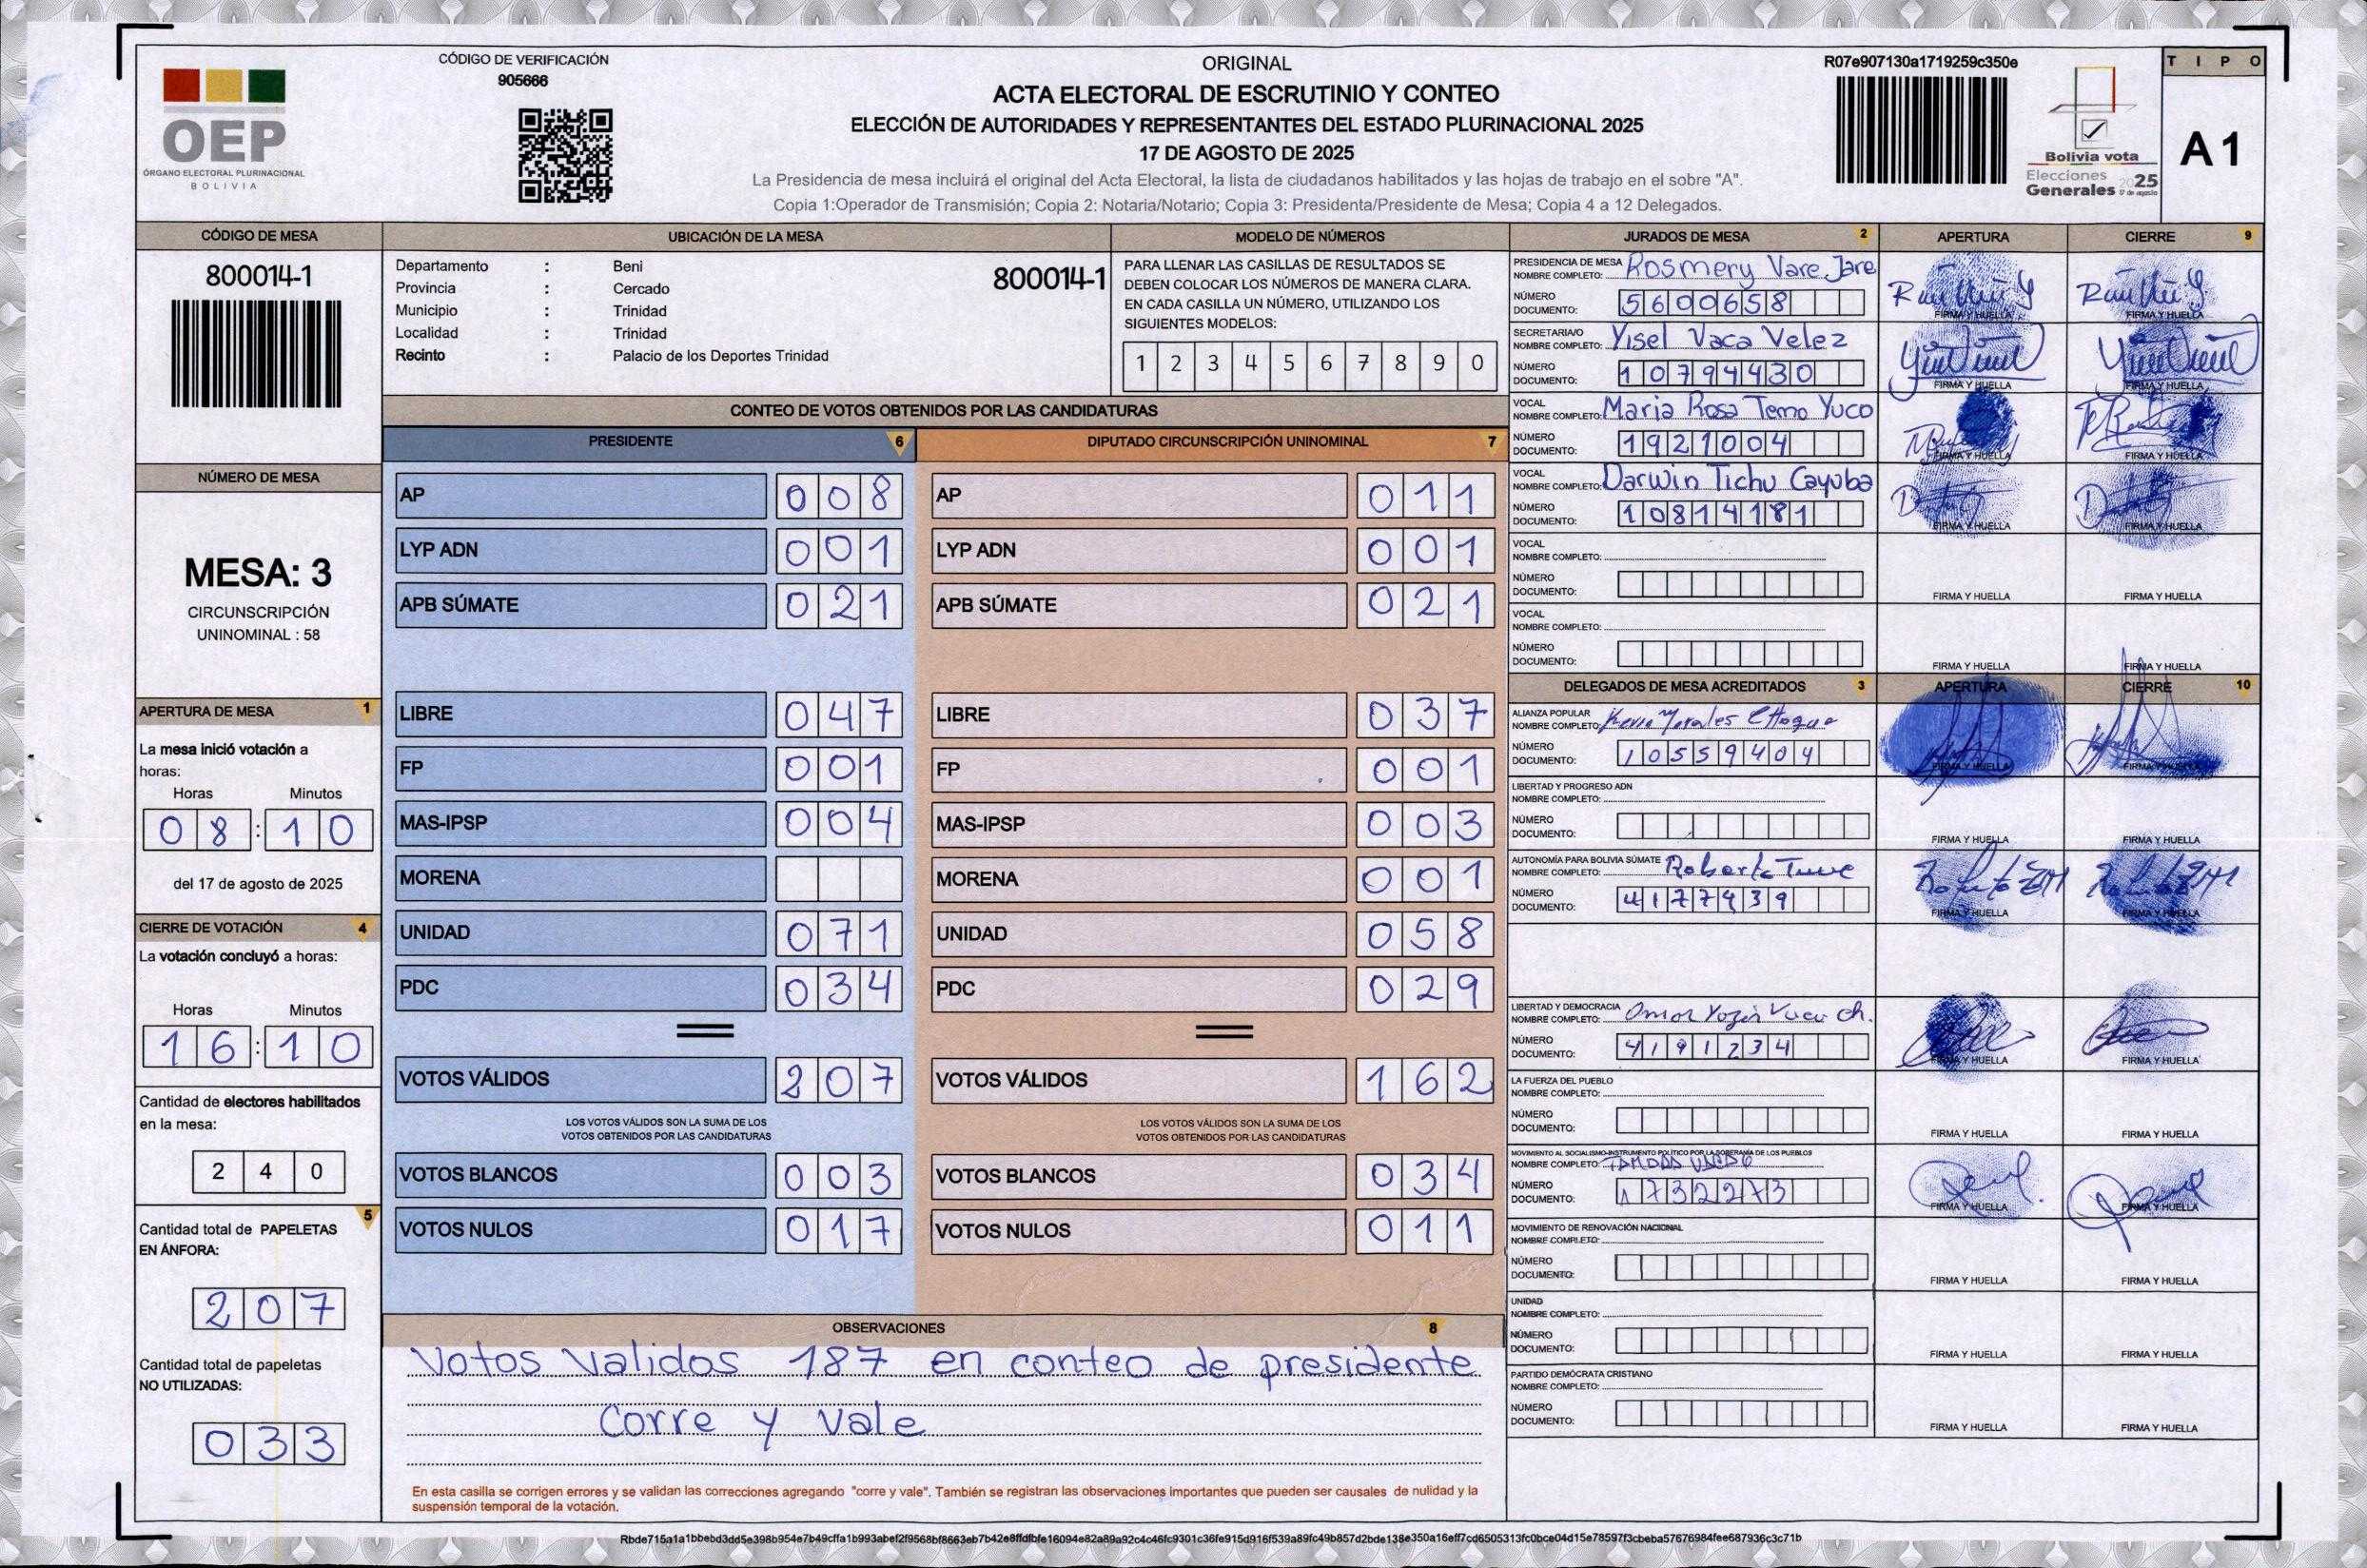 CÓDIGO DE VERIFICACIÓN
905666
OEP
ÓRGANO ELECTORAL PLURINACIONAL
BOLIVIA
ORIGINAL
ACTA ELECTORAL DE ESCRUTINIO Y CONTEO
ELECCIÓN DE AUTORIDADES Y REPRESENTANTES DEL ESTADO PLURINACIONAL 2025
17 DE AGOSTO DE 2025
La Presidencia de mesa incluirá el original del Acta Electoral, la lista de ciudadanos habilitados y las hojas de trabajo en el sobre "A".
Copia 1:Operador de Transmisión; Copia 2: Notaria/Notario; Copia 3: Presidenta/Presidente de Mesa; Copia 4 a 12 Delegados.
R07e907130a1719259c350e
Bolivia vota
Elecciones
Generales 2025
17 de agosto
TIPO
A1
CÓDIGO DE MESA
800014-1
NÚMERO DE MESA
MESA: 3
CIRCUNSCRIPCIÓN
UNINOMINAL : 58
APERTURA DE MESA 1
La mesa inició votación a
horas:
Horas Minutos
08:10
del 17 de agosto de 2025
CIERRE DE VOTACIÓN 4
La votación concluyó a horas:
Horas Minutos
16:10
Cantidad de electores habilitados
en la mesa:
240
5
Cantidad total de PAPELETAS
EN ÁNFORA:
207
Cantidad total de papeletas
NO UTILIZADAS:
033
UBICACIÓN DE LA MESA
Departamento : Beni
800014-1
Provincia : Cercado
Municipio : Trinidad
Localidad : Trinidad
Recinto : Palacio de los Deportes Trinidad
MODELO DE NÚMEROS
PARA LLENAR LAS CASILLAS DE RESULTADOS SE
DEBEN COLOCAR LOS NÚMEROS DE MANERA CLARA.
EN CADA CASILLA UN NÚMERO, UTILIZANDO LOS
SIGUIENTES MODELOS:
1 2 3 4 5 6 7 8 9 0
CONTEO DE VOTOS OBTENIDOS POR LAS CANDIDATURAS
PRESIDENTE 6
AP 008
LYP ADN 001
APB SÚMATE 021
LIBRE 047
FP 001
MAS-IPSP 004
MORENA
UNIDAD 071
PDC 034
=
VOTOS VÁLIDOS 207
LOS VOTOS VÁLIDOS SON LA SUMA DE LOS
VOTOS OBTENIDOS POR LAS CANDIDATURAS
VOTOS BLANCOS 003
VOTOS NULOS 017
DIPUTADO CIRCUNSCRIPCIÓN UNINOMINAL 7
AP 011
LYP ADN 001
APB SÚMATE 021
LIBRE 037
FP 001
MAS-IPSP 003
MORENA 001
UNIDAD 058
PDC 029
=
VOTOS VÁLIDOS 162
LOS VOTOS VÁLIDOS SON LA SUMA DE LOS
VOTOS OBTENIDOS POR LAS CANDIDATURAS
VOTOS BLANCOS 034
VOTOS NULOS 011
OBSERVACIONES 8
Votos validos 187 en conteo de presidente
Corre y vale
En esta casilla se corrigen errores y se validan las correcciones agregando "corre y vale". También se registran las observaciones importantes que pueden ser causales de nulidad y la
suspensión temporal de la votación.
JURADOS DE MESA 2 APERTURA CIERRE 9
PRESIDENCIA DE MESA
NOMBRE COMPLETO: Rosmery Vare Jare
NÚMERO
DOCUMENTO: 5600658
FIRMA Y HUELLA FIRMA Y HUELLA
SECRETARIA/O
NOMBRE COMPLETO: Yisel Vaca Velez
NÚMERO
DOCUMENTO: 10794430
FIRMA Y HUELLA FIRMA Y HUELLA
VOCAL
NOMBRE COMPLETO: Maria Rosa Temo Yuco
NÚMERO
DOCUMENTO: 1921004
FIRMA Y HUELLA FIRMA Y HUELLA
VOCAL
NOMBRE COMPLETO: Darwin Tichu Cayuba
NÚMERO
DOCUMENTO: 10814181
FIRMA Y HUELLA FIRMA Y HUELLA
VOCAL
NOMBRE COMPLETO:
NÚMERO
DOCUMENTO:
FIRMA Y HUELLA FIRMA Y HUELLA
VOCAL
NOMBRE COMPLETO:
NÚMERO
DOCUMENTO:
FIRMA Y HUELLA FIRMA Y HUELLA
DELEGADOS DE MESA ACREDITADOS 3 APERTURA CIERRE 10
ALIANZA POPULAR
NOMBRE COMPLETO: Morales
NÚMERO
DOCUMENTO: 10559404
FIRMA Y HUELLA FIRMA Y HUELLA
LIBERTAD Y PROGRESO ADN
NOMBRE COMPLETO:
NÚMERO
DOCUMENTO:
FIRMA Y HUELLA FIRMA Y HUELLA
AUTONOMÍA PARA BOLIVIA SÚMATE
NOMBRE COMPLETO: Roberto
NÚMERO
DOCUMENTO: 4177439
FIRMA Y HUELLA FIRMA Y HUELLA
LIBERTAD Y DEMOCRACIA
NOMBRE COMPLETO: Omar
NÚMERO
DOCUMENTO: 4191234
FIRMA Y HUELLA FIRMA Y HUELLA
LA FUERZA DEL PUEBLO
NOMBRE COMPLETO:
NÚMERO
DOCUMENTO:
FIRMA Y HUELLA FIRMA Y HUELLA
MOVIMIENTO AL SOCIALISMO-INSTRUMENTO POLÍTICO POR LA SOBERANÍA DE LOS PUEBLOS
NOMBRE COMPLETO:
NÚMERO
DOCUMENTO: 1732273
FIRMA Y HUELLA FIRMA Y HUELLA
MOVIMIENTO DE RENOVACIÓN NACIONAL
NOMBRE COMPLETO:
NÚMERO
DOCUMENTO:
FIRMA Y HUELLA FIRMA Y HUELLA
UNIDAD
NOMBRE COMPLETO:
NÚMERO
DOCUMENTO:
FIRMA Y HUELLA FIRMA Y HUELLA
PARTIDO DEMÓCRATA CRISTIANO
NOMBRE COMPLETO:
NÚMERO
DOCUMENTO:
FIRMA Y HUELLA FIRMA Y HUELLA